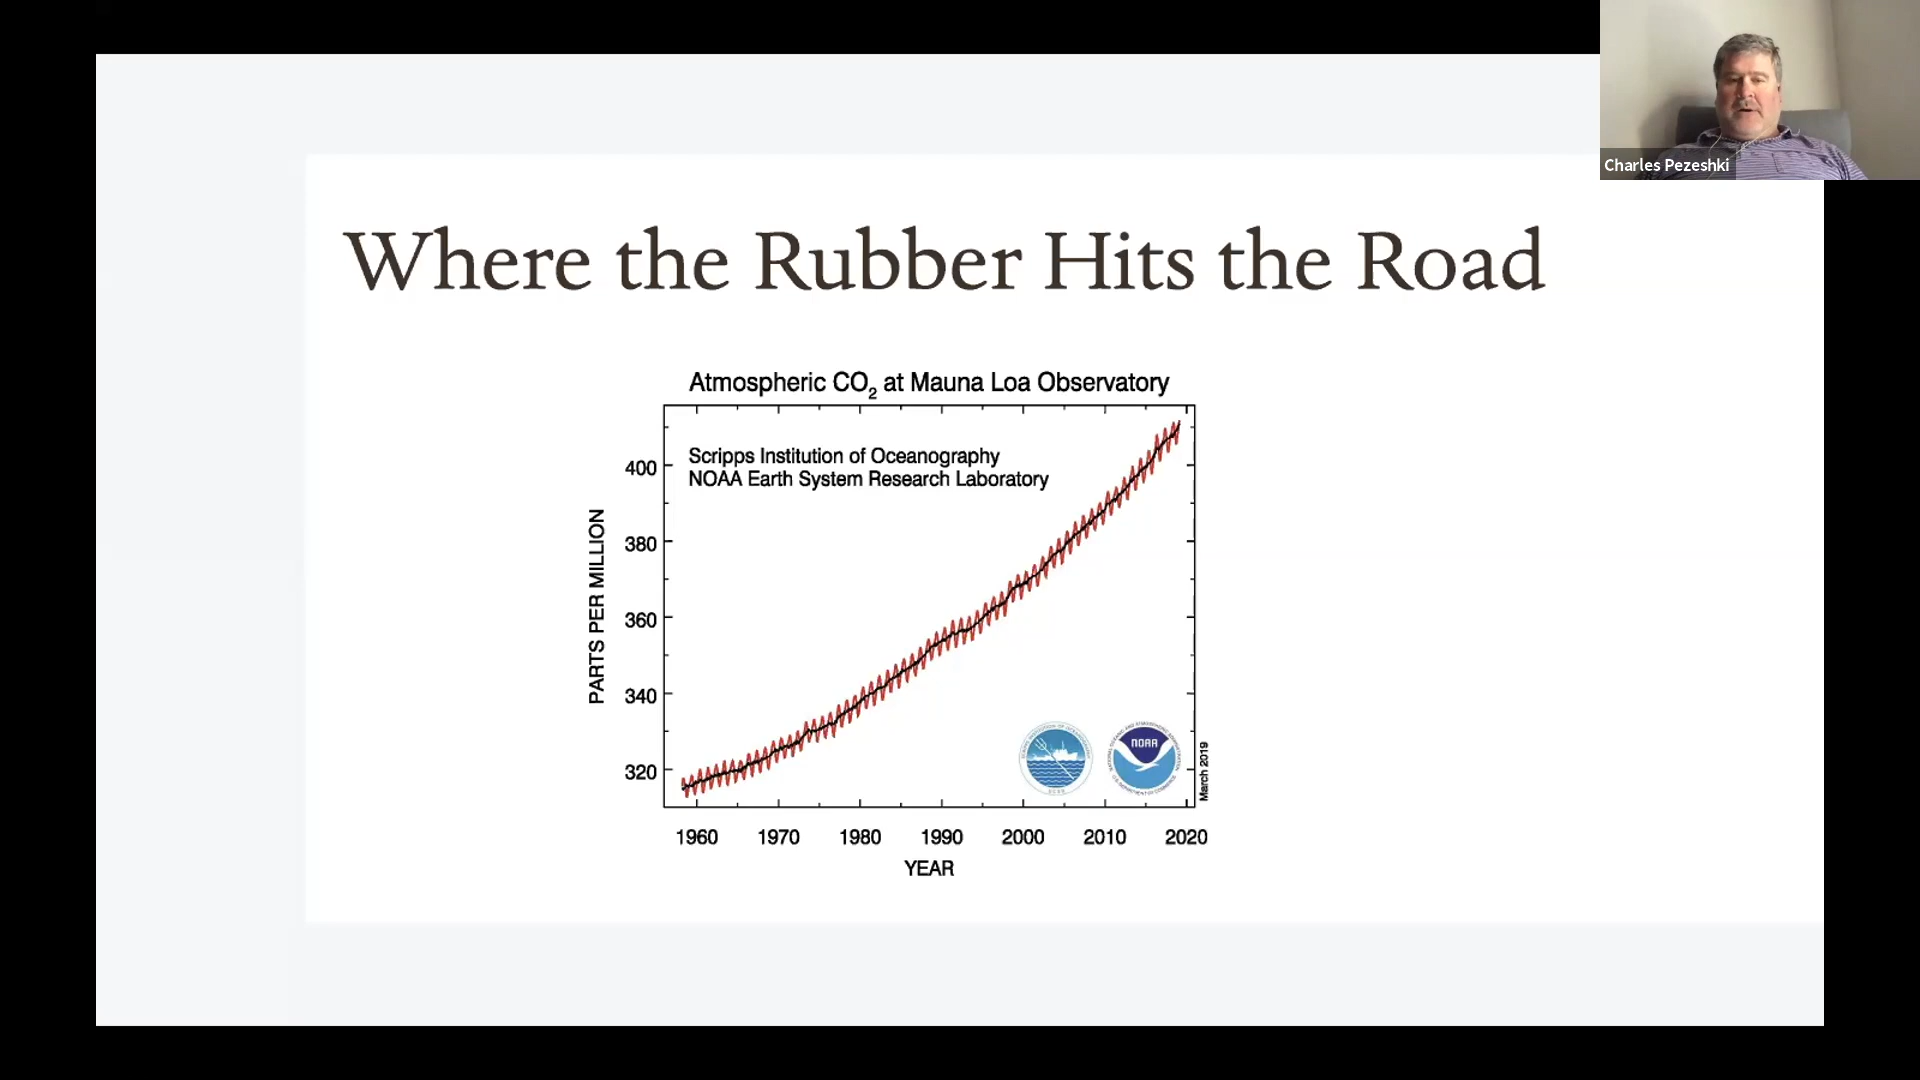 Charles Pezeshki
Where the Rubber Hits the Road
Atmospheric CO₂ at Mauna Loa Observatory
Scripps Institution of Oceanography
NOAA Earth System Research Laboratory
PARTS PER MILLION
400
380
360
340
320
NOAA
March 2019
1960 1970 1980 1990 2000 2010 2020
YEAR